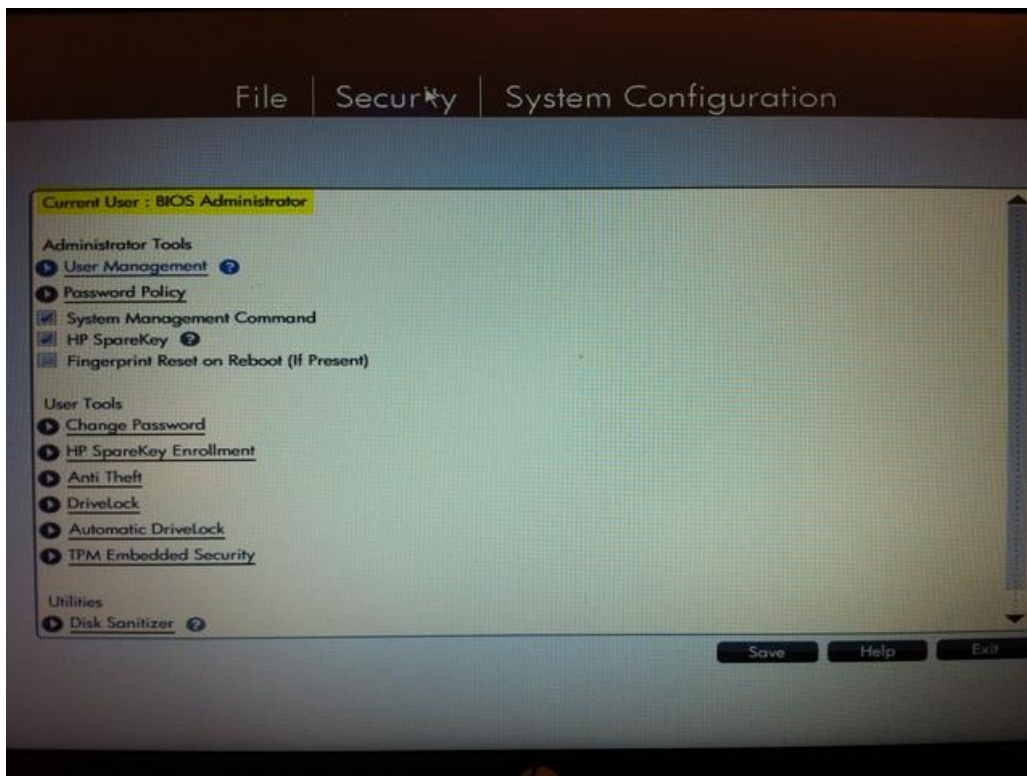 File | Security | System Configuration
Current User : BIOS Administrator
Administrator Tools
User Management ?
Password Policy
System Management Command
HP SpareKey ?
Fingerprint Reset on Reboot (If Present)
User Tools
Change Password
HP SpareKey Enrollment
Anti Theft
DriveLock
Automatic DriveLock
TPM Embedded Security
Utilities
Disk Sanitizer ?
Save Help Exit